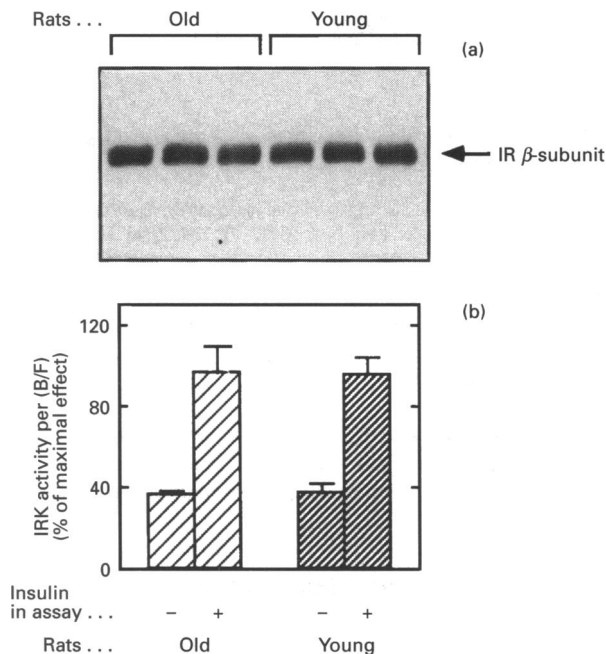 Rats . . . Old Young
(a)
IR β-subunit
(b)
IRK activity per (B/F)
(% of maximal effect)
120
80
40
0
Insulin
in assay . . . – + – +
Rats . . . Old Young